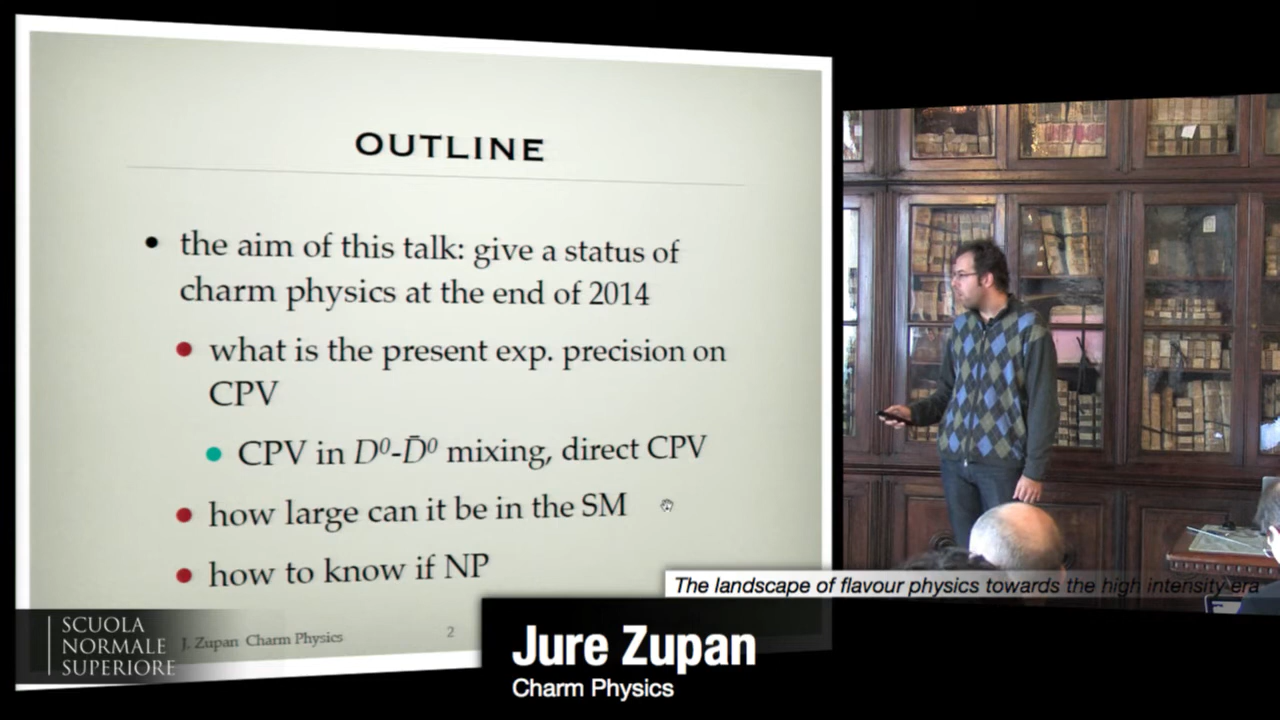 OUTLINE
• the aim of this talk: give a status of
charm physics at the end of 2014
• what is the present exp. precision on
CPV
• CPV in D⁰-D̄⁰ mixing, direct CPV
• how large can it be in the SM
• how to know if NP
J. Zupan Charm Physics
2
SCUOLA
NORMALE
SUPERIORE
The landscape of flavour physics towards the high intensity era
Jure Zupan
Charm Physics